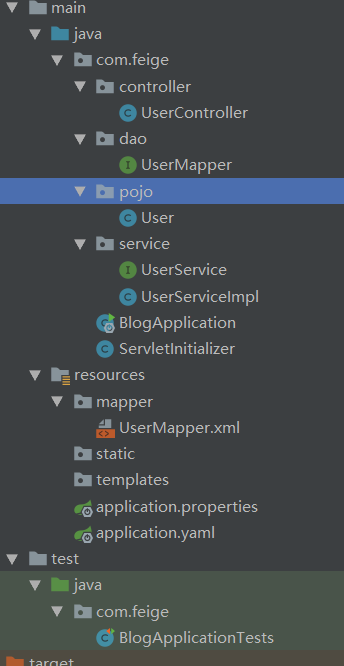 main
java
com.feige
controller
UserController
dao
UserMapper
pojo
User
service
UserService
UserServiceImpl
BlogApplication
ServletInitializer
resources
mapper
UserMapper.xml
static
templates
application.properties
application.yaml
test
java
com.feige
BlogApplicationTests
target